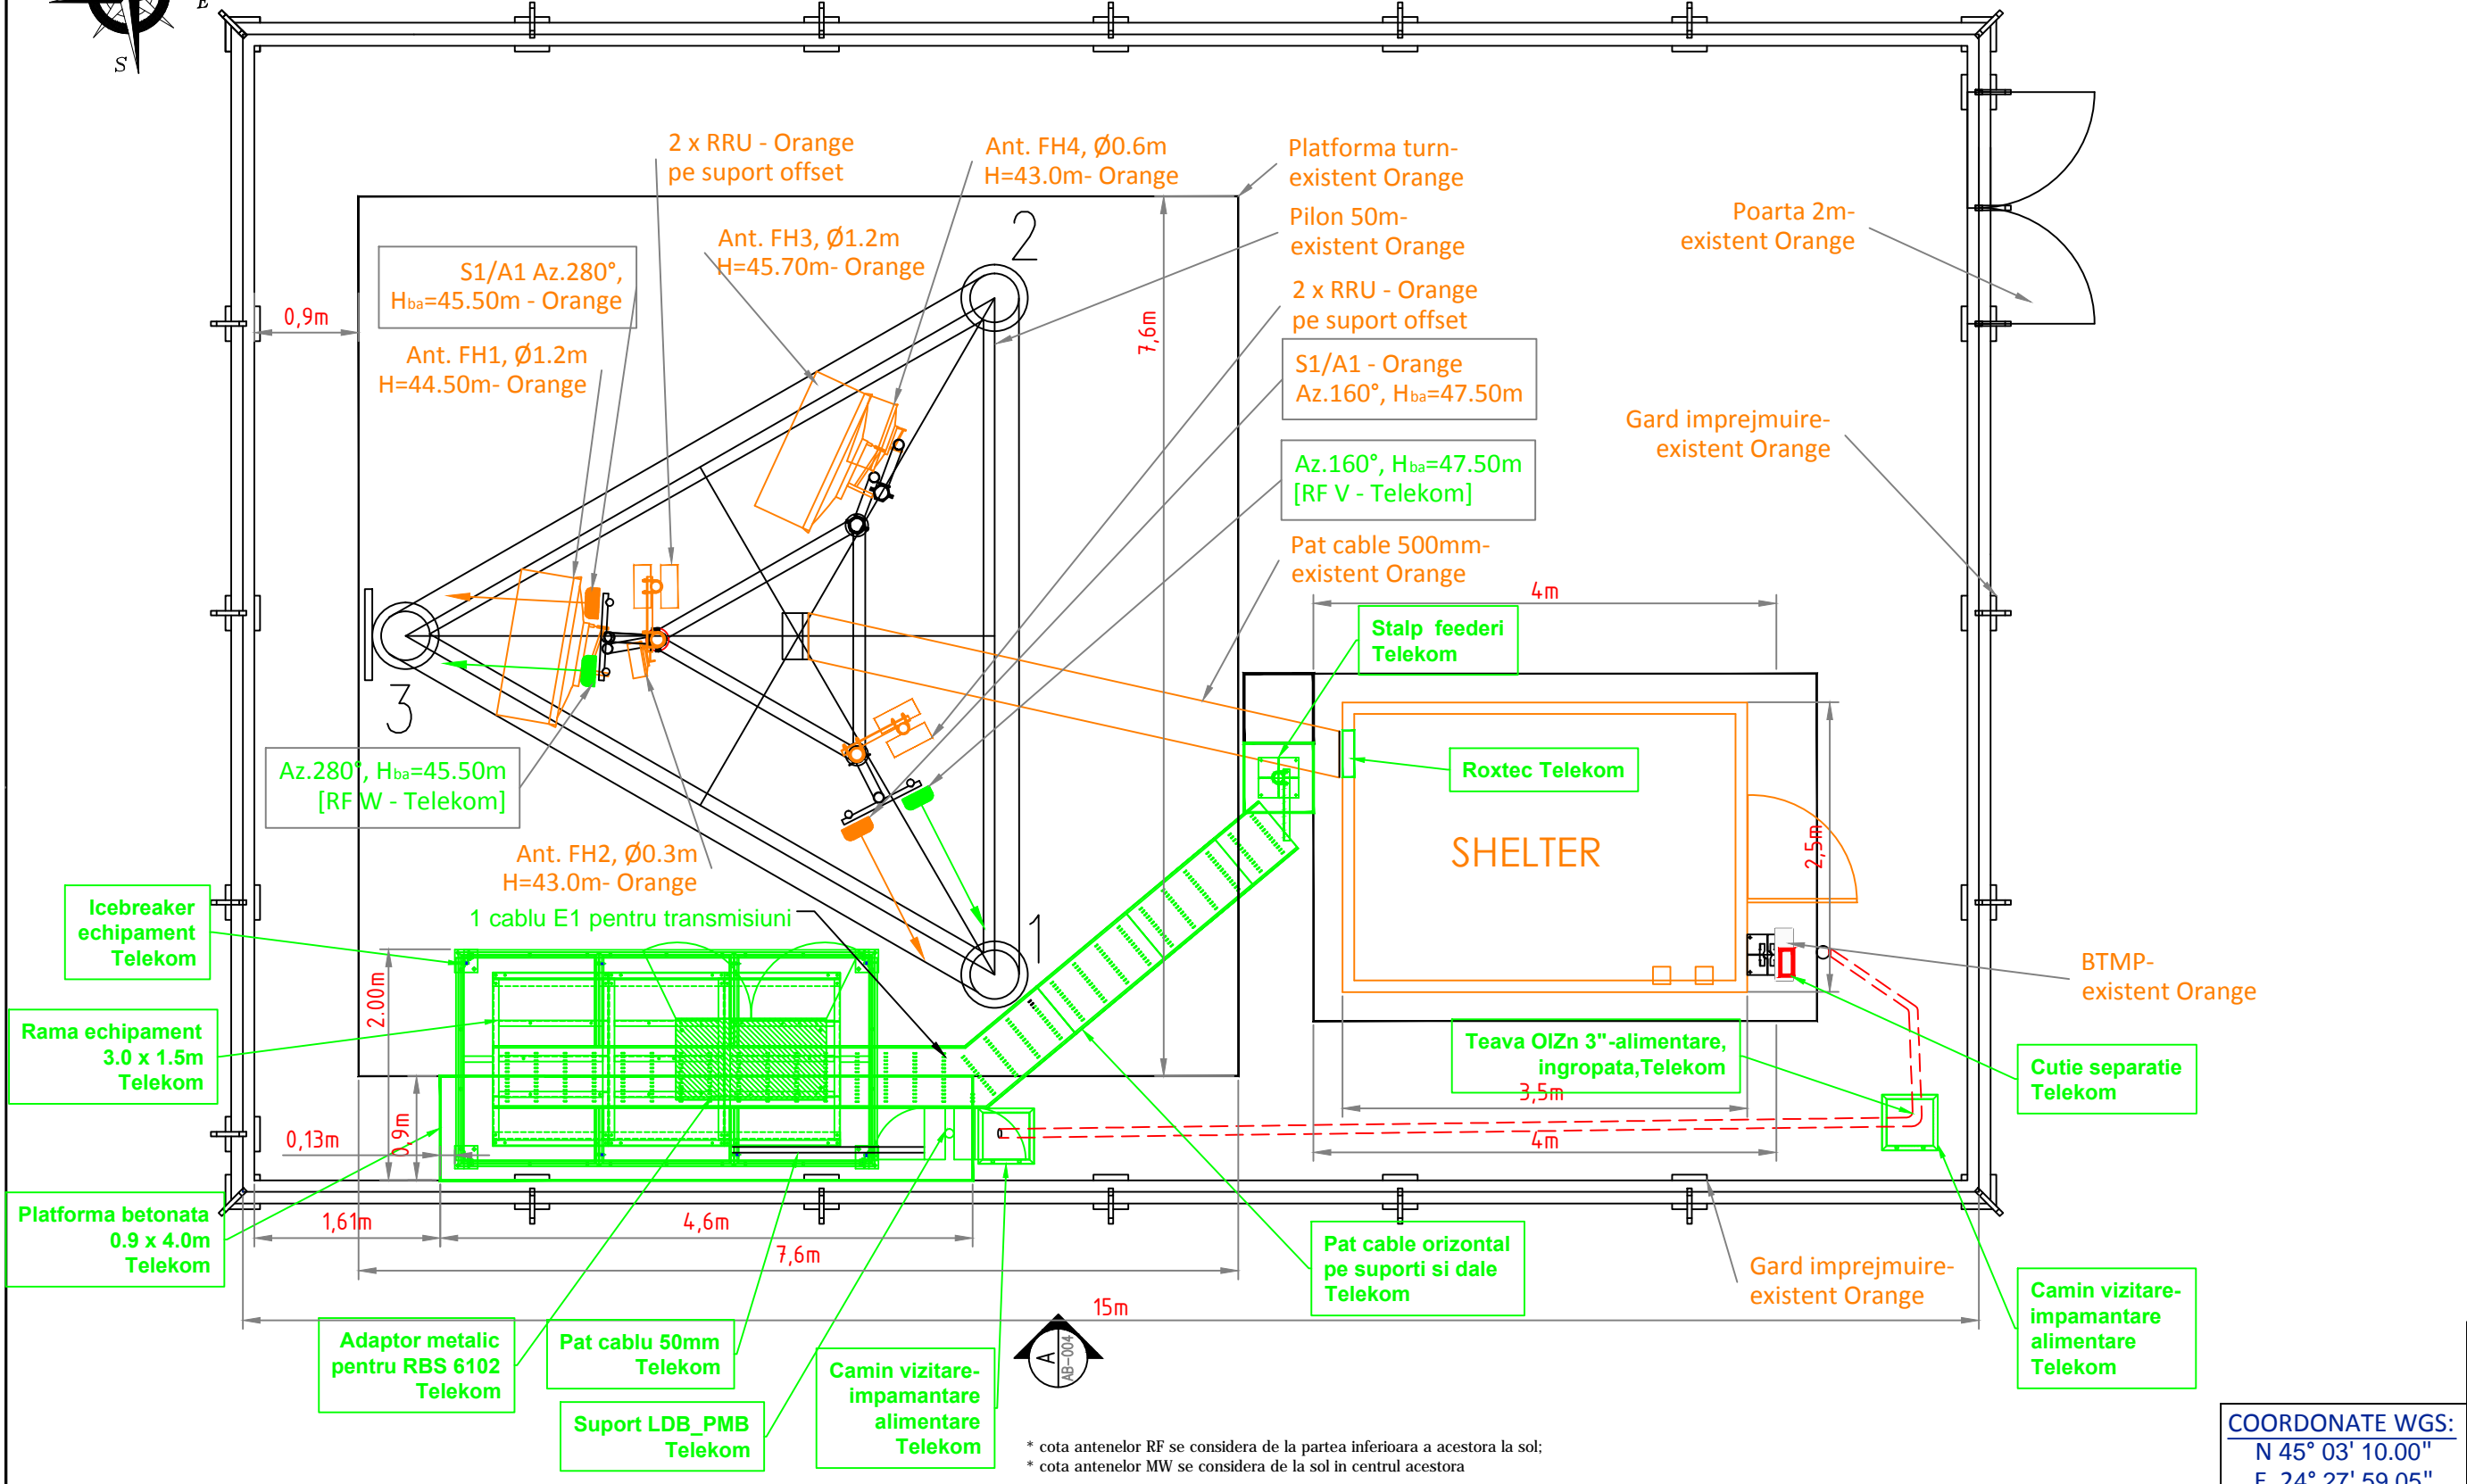 E
S
2 x RRU - Orange
pe suport offset
Ant. FH4, Ø0.6m
H=43.0m- Orange
Platforma turn-
existent Orange
Pilon 50m-
existent Orange
Poarta 2m-
existent Orange
Ant. FH3, Ø1.2m
H=45.70m- Orange
2
S1/A1 Az.280°,
Hba=45.50m - Orange
0,9m
7,6m
2 x RRU - Orange
pe suport offset
Ant. FH1, Ø1.2m
H=44.50m- Orange
S1/A1 - Orange
Az.160°, Hba=47.50m
Gard imprejmuire-
existent Orange
Az.160°, Hba=47.50m
[RF V - Telekom]
Pat cable 500mm-
existent Orange
4m
Stalp feederi
Telekom
3
Az.280°, Hba=45.50m
[RF W - Telekom]
Roxtec Telekom
SHELTER
2,5m
Ant. FH2, Ø0.3m
H=43.0m- Orange
1 cablu E1 pentru transmisiuni
1
Icebreaker
echipament
Telekom
2.00m
BTMP-
existent Orange
Rama echipament
3.0 x 1.5m
Telekom
Teava OlZn 3"-alimentare,
ingropata,Telekom
Cutie separatie
Telekom
3,5m
4m
0,13m
0,9m
Platforma betonata
0.9 x 4.0m
Telekom
1,61m
4,6m
7,6m
Pat cable orizontal
pe suporti si dale
Telekom
Gard imprejmuire-
existent Orange
Camin vizitare-
impamantare
alimentare
Telekom
15m
Adaptor metalic
pentru RBS 6102
Telekom
Pat cablu 50mm
Telekom
Camin vizitare-
impamantare
alimentare
Telekom
A
AB-004
Suport LDB_PMB
Telekom
* cota antenelor RF se considera de la partea inferioara a acestora la sol;
* cota antenelor MW se considera de la sol in centrul acestora
COORDONATE WGS:
N 45° 03' 10.00"
E 24° 27' 59.05"